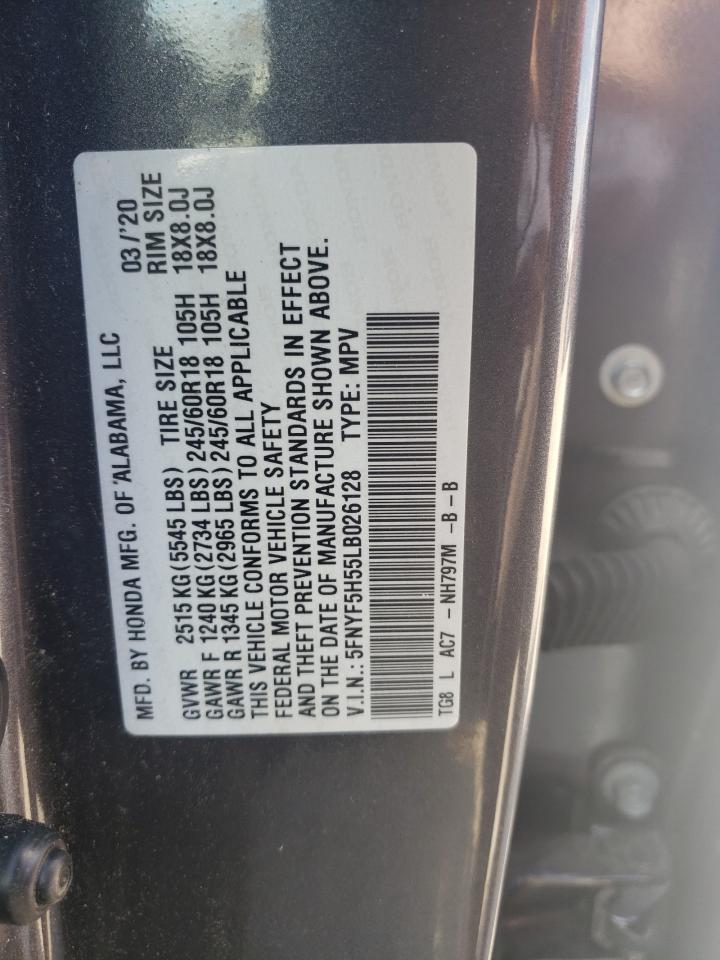 MFD. BY HONDA MFG. OF ALABAMA, LLC 03/'20
GVWR 2515 KG (5545 LBS) TIRE SIZE RIM SIZE
GAWR F 1240 KG (2734 LBS) 245/60R18 105H 18X8.0J
GAWR R 1345 KG (2965 LBS) 245/60R18 105H 18X8.0J
THIS VEHICLE CONFORMS TO ALL APPLICABLE
FEDERAL MOTOR VEHICLE SAFETY
AND THEFT PREVENTION STANDARDS IN EFFECT
ON THE DATE OF MANUFACTURE SHOWN ABOVE.
V.I.N.: 5FNYF5H55LB026128 TYPE: MPV
TG8 L AC7 - NH797M -B -B